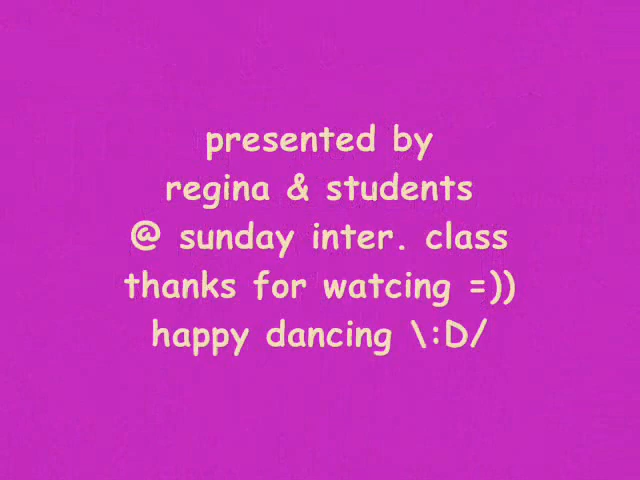 presented by
regina & students
@ sunday inter. class
thanks for watcing =))
happy dancing \:D/